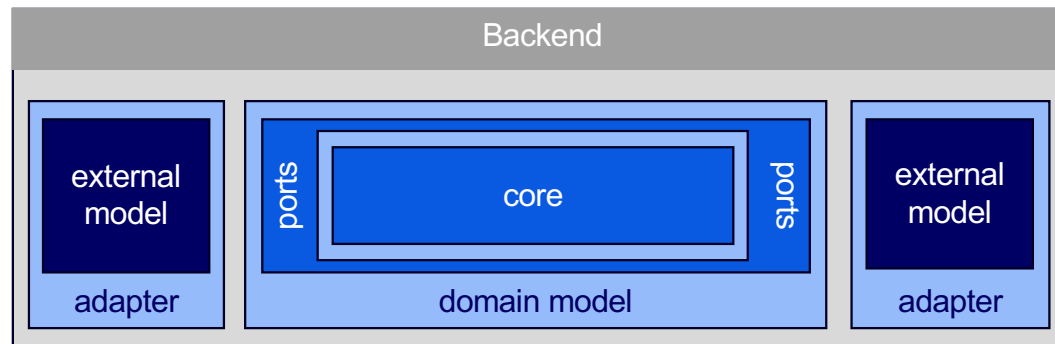 Backend
external
model
adapter
ports
core
ports
domain model
external
model
adapter